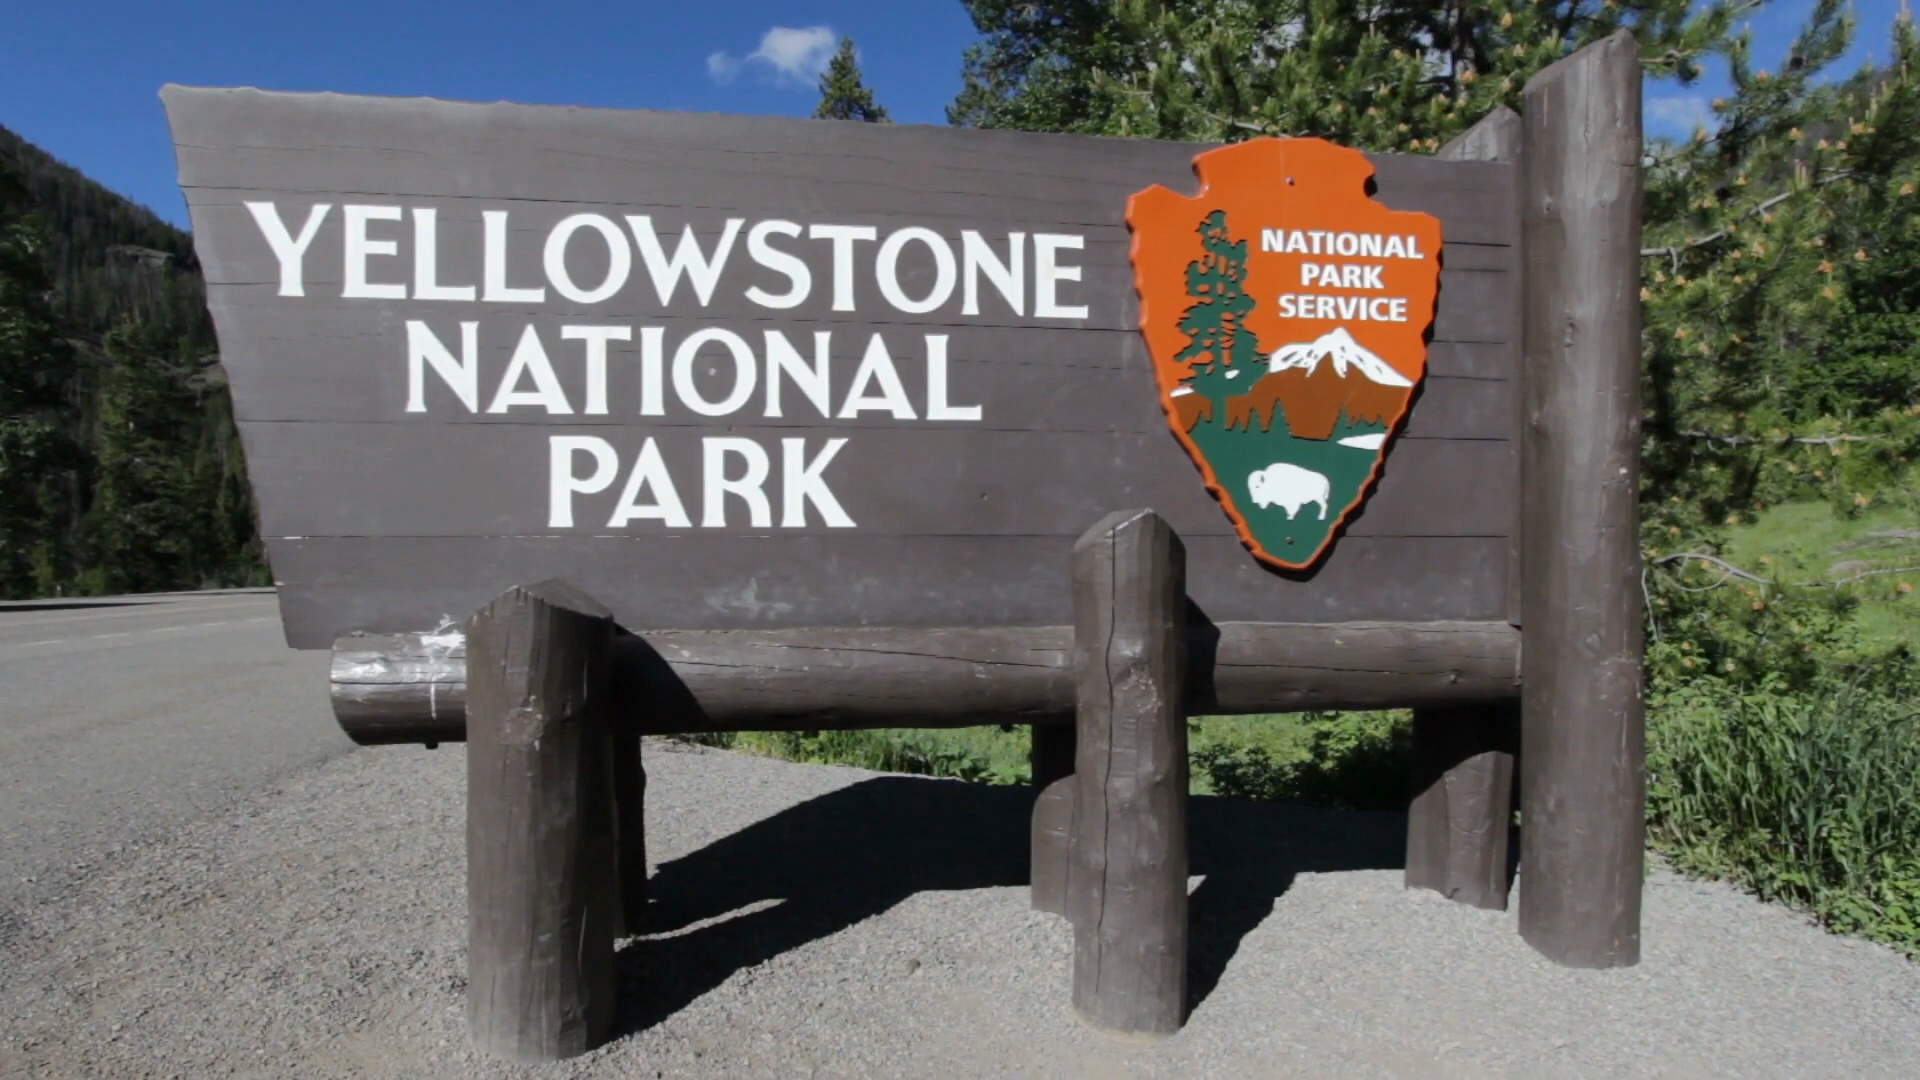 YELLOWSTONE
NATIONAL
PARK
NATIONAL
PARK
SERVICE